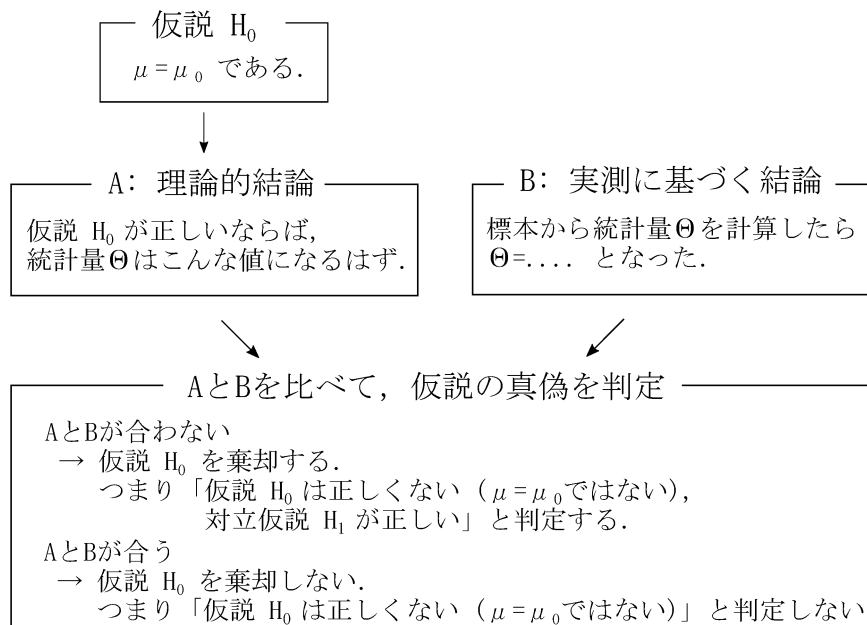 仮説 H₀
μ=μ₀ である.
A: 理論的結論
仮説 H₀ が正しいならば,
統計量Θはこんな値になるはず.
B: 実測に基づく結論
標本から統計量Θを計算したら
Θ=.... となった.
AとBを比べて, 仮説の真偽を判定
AとBが合わない
→ 仮説 H₀ を棄却する.
つまり「仮説 H₀ は正しくない (μ=μ₀ではない),
対立仮説 H₁ が正しい」と判定する.
AとBが合う
→ 仮説 H₀ を棄却しない.
つまり「仮説 H₀ は正しくない (μ=μ₀ではない)」と判定しない